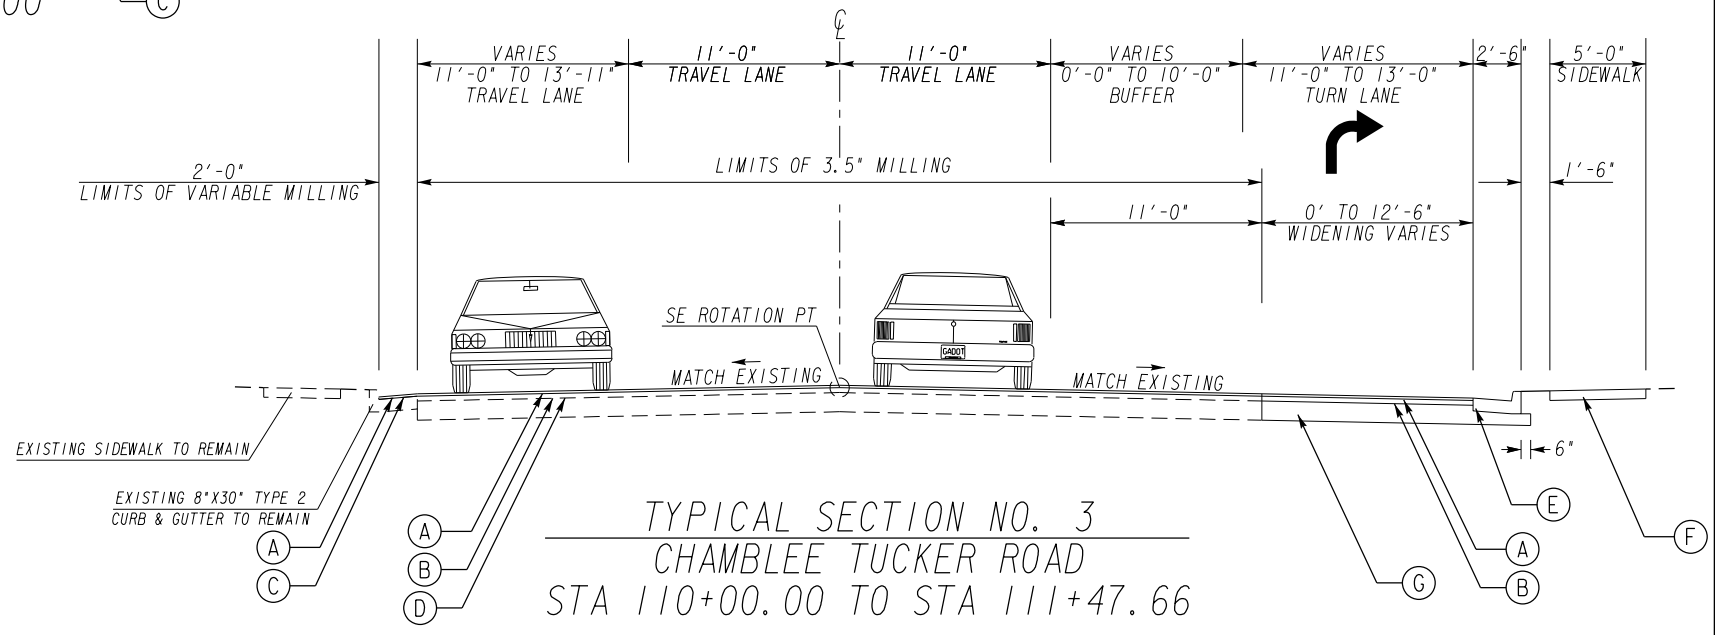 00
C
℄
VARIES
11'-0" TO 13'-11"
TRAVEL LANE
11'-0"
TRAVEL LANE
11'-0"
TRAVEL LANE
VARIES
0'-0" TO 10'-0"
BUFFER
VARIES
11'-0" TO 13'-0"
TURN LANE
2'-6"
5'-0"
SIDEWALK
2'-0"
LIMITS OF VARIABLE MILLING
LIMITS OF 3.5" MILLING
1'-6"
11'-0"
0' TO 12'-6"
WIDENING VARIES
SE ROTATION PT
GADOT
MATCH EXISTING
MATCH EXISTING
EXISTING SIDEWALK TO REMAIN
6"
EXISTING 8"X30" TYPE 2
CURB & GUTTER TO REMAIN
A
C
A
B
D
E
F
A
B
G
TYPICAL SECTION NO. 3
CHAMBLEE TUCKER ROAD
STA 110+00.00 TO STA 111+47.66